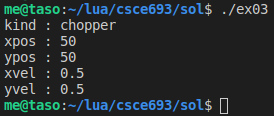 me@taso:~/lua/csce693/sol$ ./ex03
kind : chopper
xpos : 50
ypos : 50
xvel : 0.5
yvel : 0.5
me@taso:~/lua/csce693/sol$